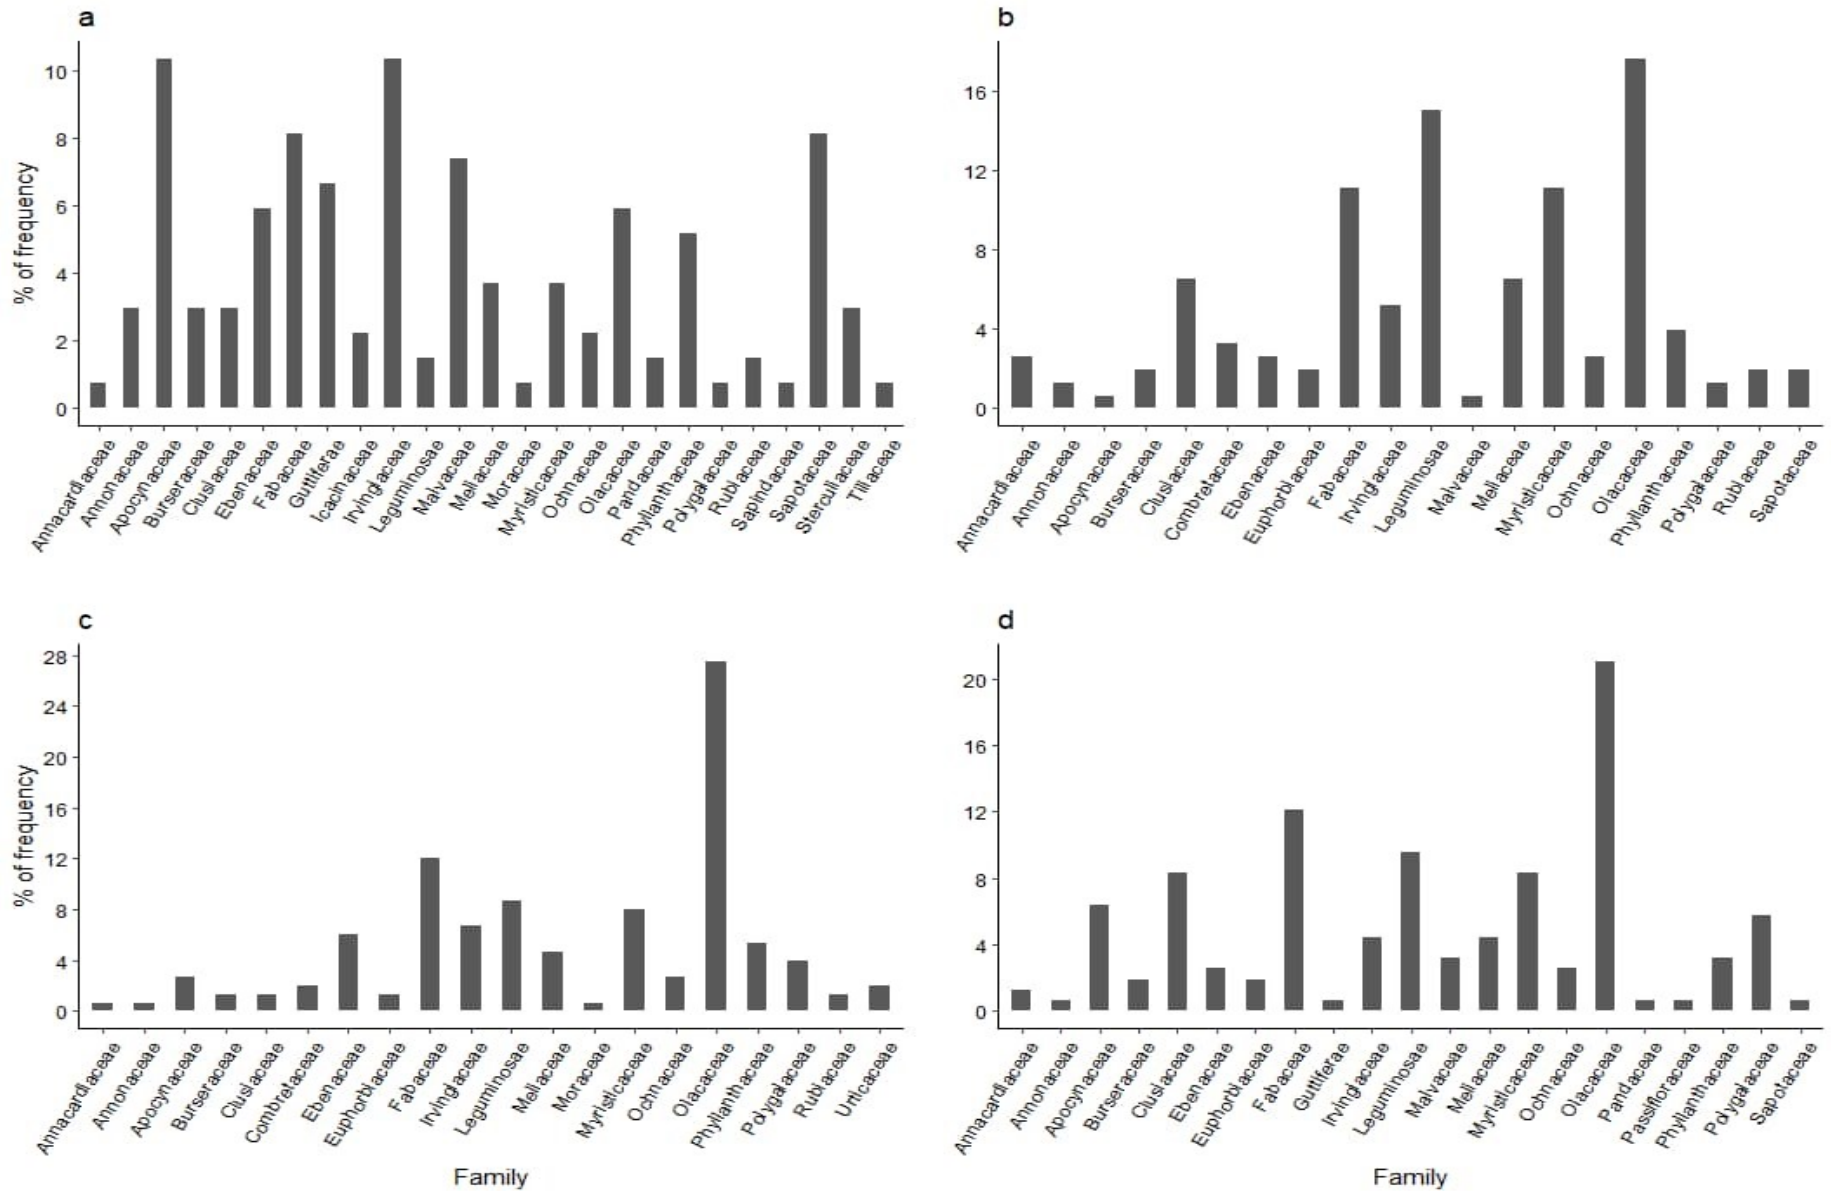 a
% of frequency
10
8
6
4
2
0
Annacardiaceae
Annonaceae
Apocynaceae
Burseraceae
Clusiaceae
Ebenaceae
Fabaceae
Guttiferae
Icacinaceae
Irvingiaceae
Leguminosae
Malvaceae
Meliaceae
Moraceae
Myristicaceae
Ochnaceae
Olacaceae
Pandaceae
Phyllanthaceae
Polygalaceae
Rubiaceae
Sapindaceae
Sapotaceae
Sterculiaceae
Tiliaceae
b
16
12
8
4
0
Annacardiaceae
Annonaceae
Apocynaceae
Burseraceae
Clusiaceae
Combretaceae
Ebenaceae
Euphorbiaceae
Fabaceae
Irvingiaceae
Leguminosae
Malvaceae
Meliaceae
Myristicaceae
Ochnaceae
Olacaceae
Phyllanthaceae
Polygalaceae
Rubiaceae
Sapotaceae
c
% of frequency
28
24
20
16
12
8
4
0
Annacardiaceae
Annonaceae
Apocynaceae
Burseraceae
Clusiaceae
Combretaceae
Ebenaceae
Euphorbiaceae
Fabaceae
Irvingiaceae
Leguminosae
Meliaceae
Moraceae
Myristicaceae
Ochnaceae
Olacaceae
Phyllanthaceae
Polygalaceae
Rubiaceae
Urticaceae
Family
d
20
16
12
8
4
0
Annacardiaceae
Annonaceae
Apocynaceae
Burseraceae
Clusiaceae
Ebenaceae
Euphorbiaceae
Fabaceae
Guttiferae
Irvingiaceae
Leguminosae
Malvaceae
Meliaceae
Myristicaceae
Ochnaceae
Olacaceae
Pandaceae
Passifloraceae
Phyllanthaceae
Polygalaceae
Sapotaceae
Family